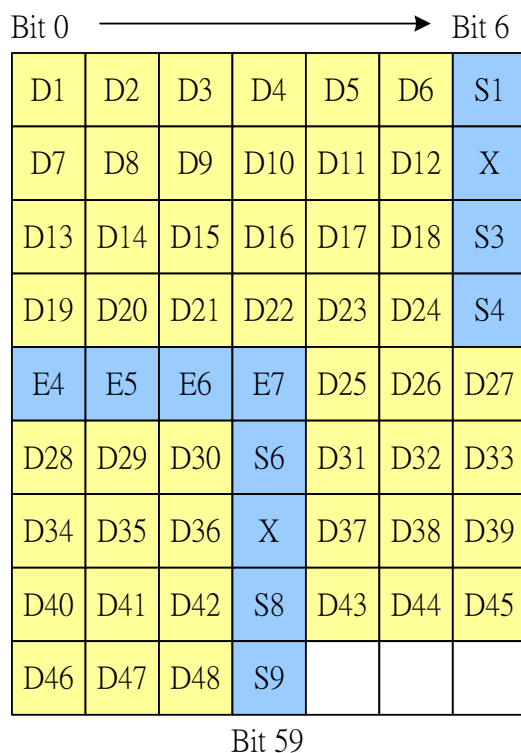 Bit 0 Bit 6
D1 D2 D3 D4 D5 D6 S1
D7 D8 D9 D10 D11 D12 X
D13 D14 D15 D16 D17 D18 S3
D19 D20 D21 D22 D23 D24 S4
E4 E5 E6 E7 D25 D26 D27
D28 D29 D30 S6 D31 D32 D33
D34 D35 D36 X D37 D38 D39
D40 D41 D42 S8 D43 D44 D45
D46 D47 D48 S9
Bit 59